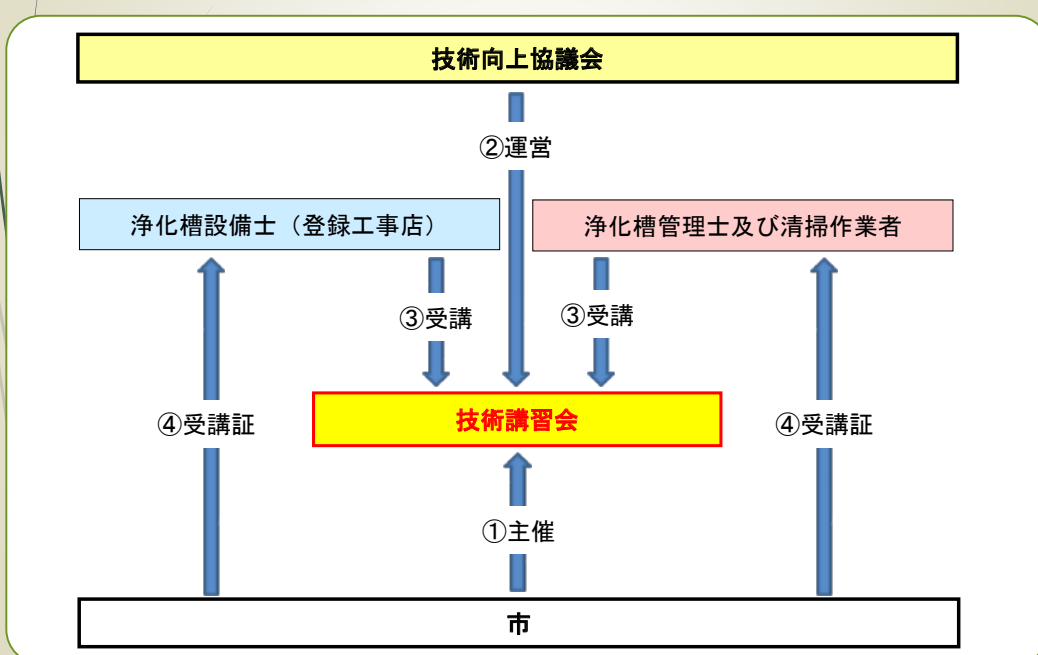 技術向上協議会
②運営
浄化槽設備士（登録工事店）
浄化槽管理士及び清掃作業者
③受講
③受講
技術講習会
④受講証
④受講証
①主催
市